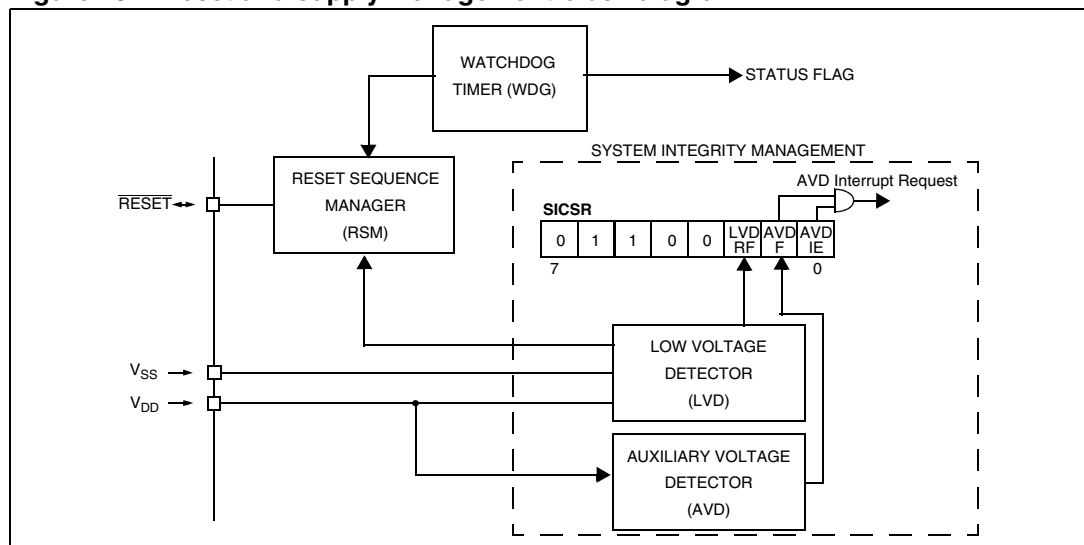 WATCHDOG
TIMER (WDG)
STATUS FLAG
SYSTEM INTEGRITY MANAGEMENT
RESET SEQUENCE
MANAGER
(RSM)
RESET
AVD Interrupt Request
SICSR
0 1 1 0 0 LVD RF AVD F AVD IE
7 0
LOW VOLTAGE
DETECTOR
(LVD)
VSS
VDD
AUXILIARY VOLTAGE
DETECTOR
(AVD)